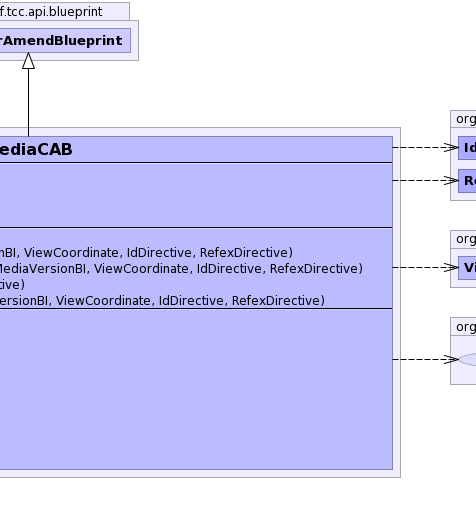 f.tcc.api.blueprint
rAmendBlueprint
ediaCAB
nBI, ViewCoordinate, IdDirective, RefexDirective)
MediaVersionBI, ViewCoordinate, IdDirective, RefexDirective)
tive)
ersionBI, ViewCoordinate, IdDirective, RefexDirective)
org
Id
Re
org
Vi
org